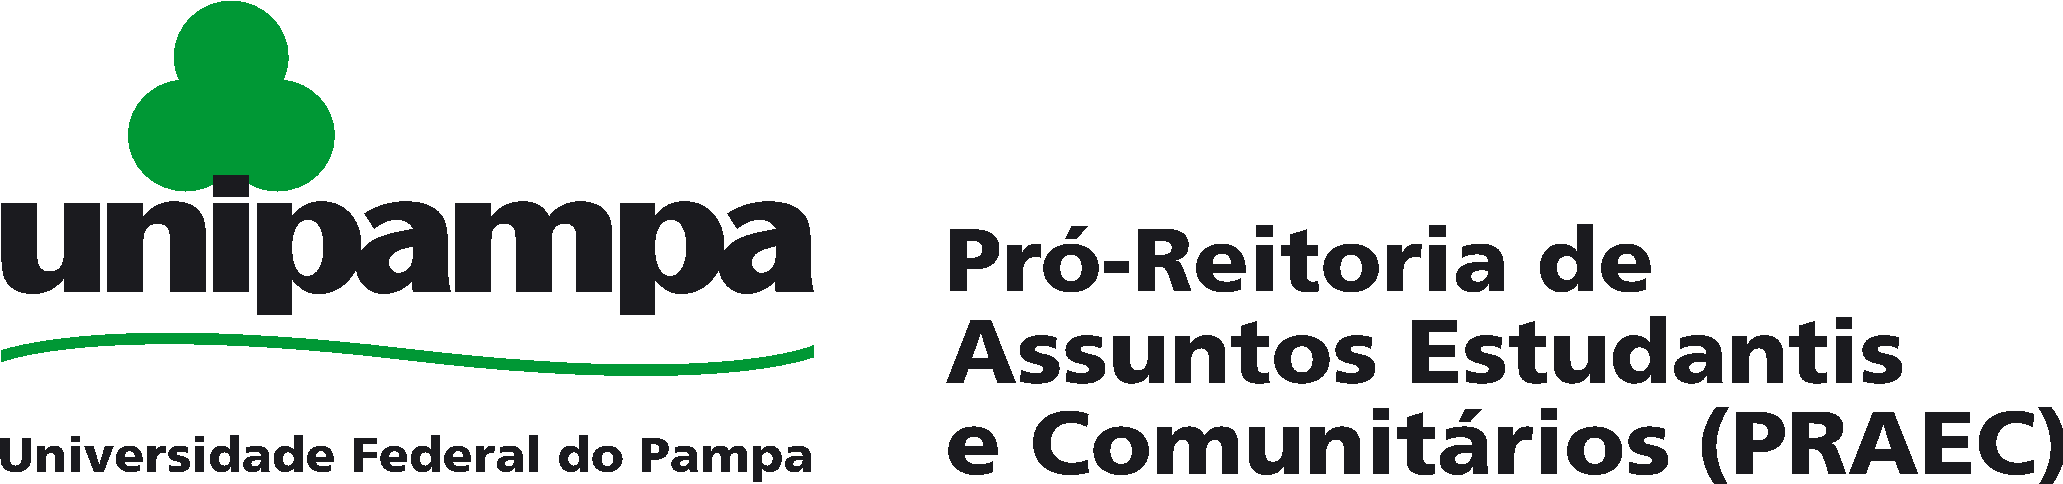 unipampa
Universidade Federal do Pampa
Pró-Reitoria de
Assuntos Estudantis
e Comunitários (PRAEC)